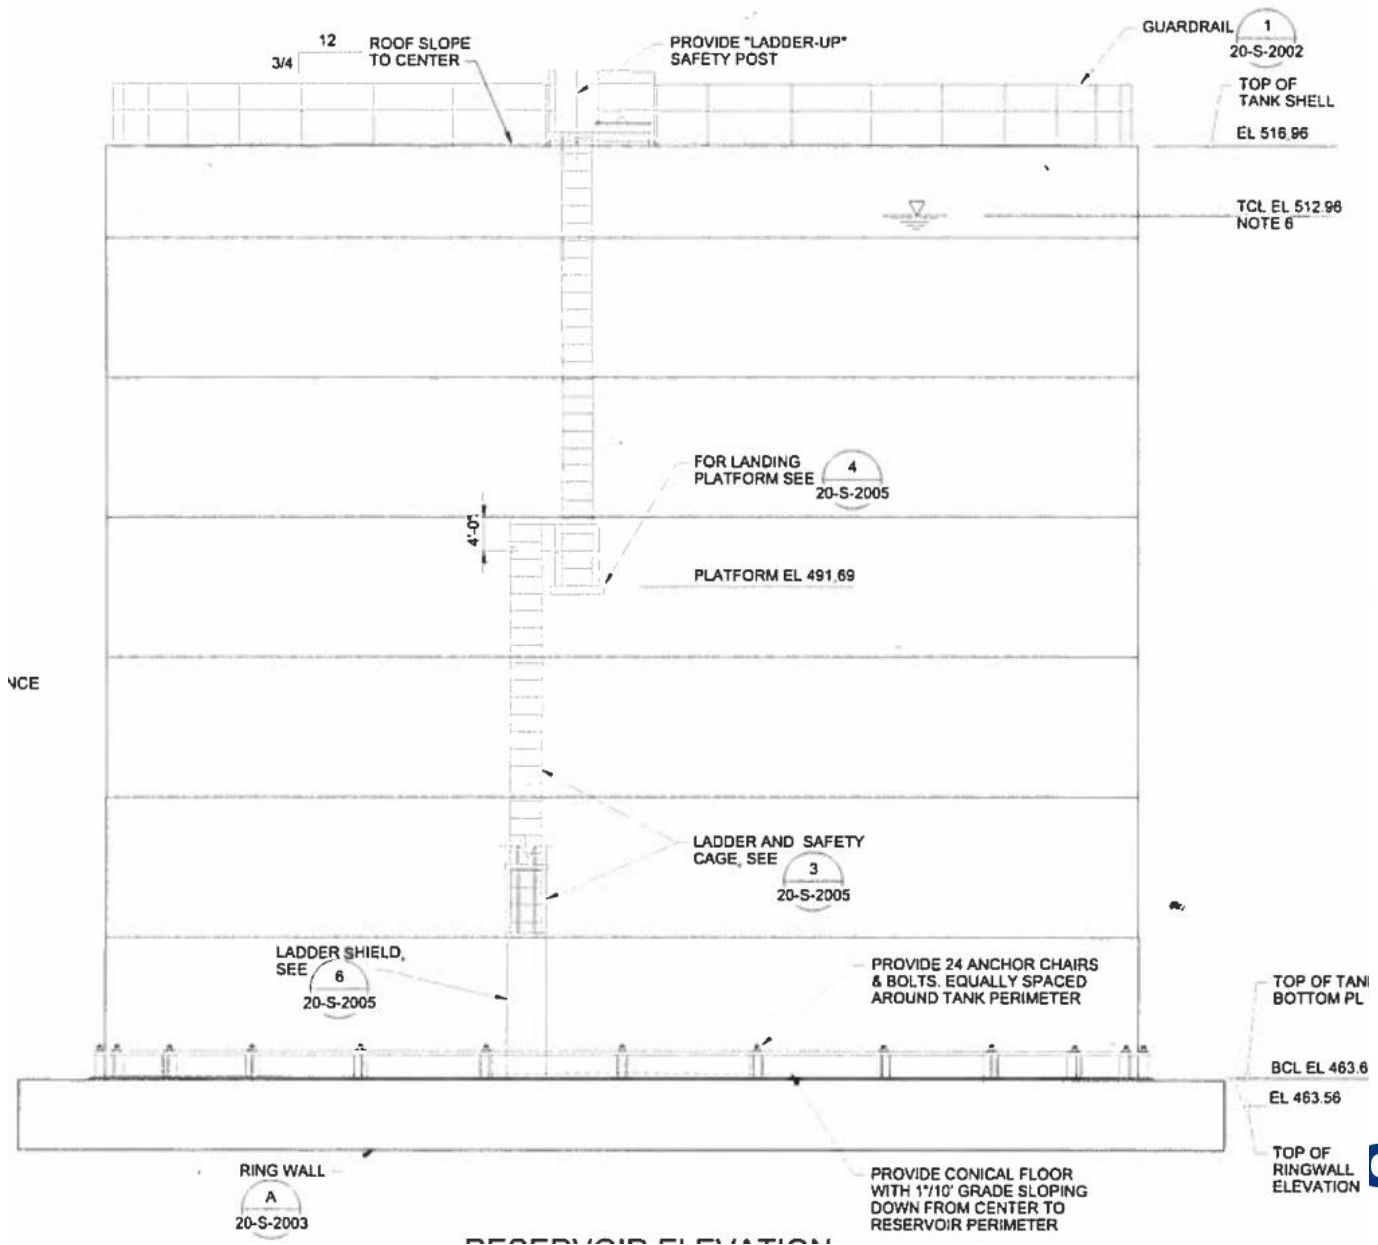 12
3/4
ROOF SLOPE
TO CENTER
PROVIDE "LADDER-UP"
SAFETY POST
GUARDRAIL
1
20-S-2002
TOP OF
TANK SHELL
EL 516.96
TCL EL 512.96
NOTE 6
FOR LANDING
PLATFORM SEE
4
20-S-2005
4'-0"
PLATFORM EL 491.69
NCE
LADDER AND SAFETY
CAGE, SEE
3
20-S-2005
LADDER SHIELD,
SEE
6
20-S-2005
PROVIDE 24 ANCHOR CHAIRS
& BOLTS. EQUALLY SPACED
AROUND TANK PERIMETER
TOP OF TAN
BOTTOM PL
BCL EL 463.6
EL 463.56
TOP OF
RINGWALL
ELEVATION
RING WALL
A
20-S-2003
PROVIDE CONICAL FLOOR
WITH 1"/10' GRADE SLOPING
DOWN FROM CENTER TO
RESERVOIR PERIMETER
RESERVOIR ELEVATION